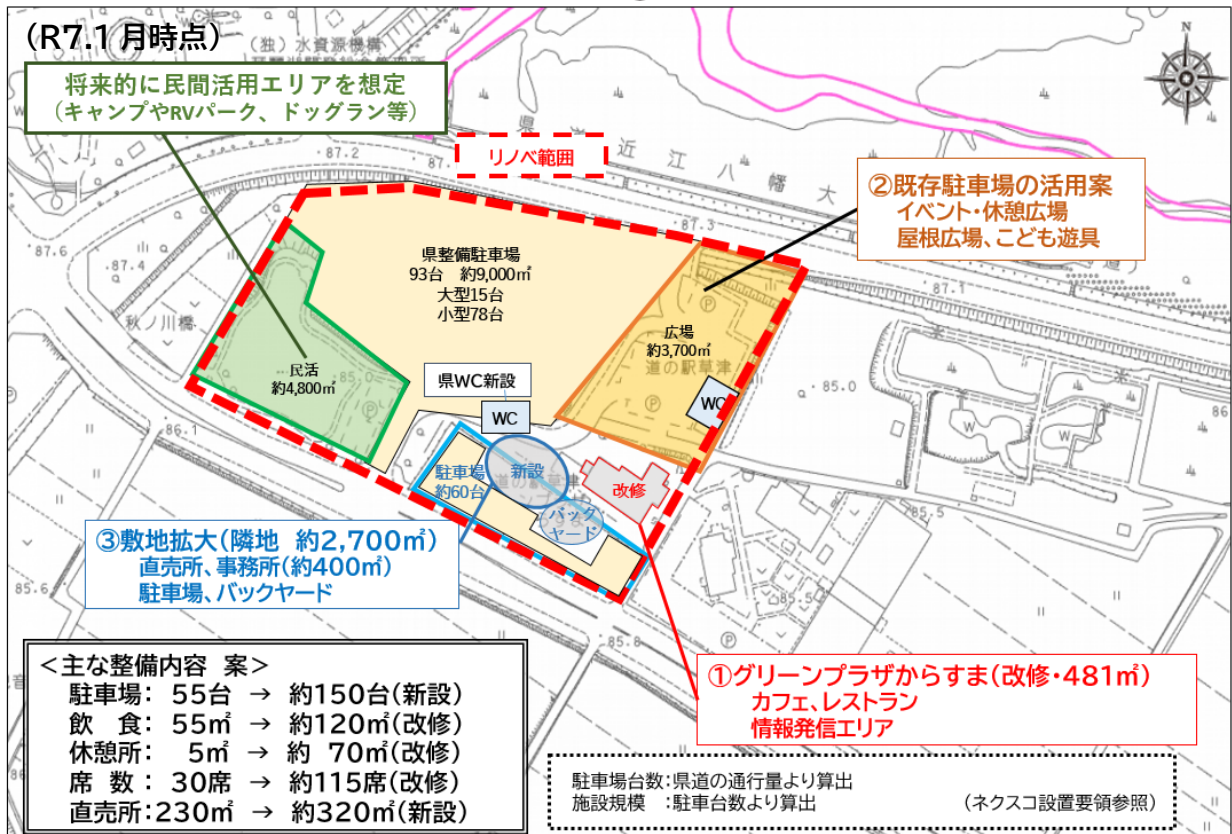 (R7.1 月時点)
(独) 水資源機構
将来的に民間活用エリアを想定
(キャンプやRVパーク、ドッグラン等)
N
リノベ範囲
県道近江八幡大
87.2
87.
87.3
87.1
87.6
87.4
②既存駐車場の活用案
イベント・休憩広場
屋根広場、こども遊具
県整備駐車場
93台 約9,000㎡
大型15台
小型78台
広場
約3,700㎡
道の駅草津
秋ノ川橋
民活
約4,800㎡
85.0
県WC新設
WC
WC
85.0
86.1
86
駐車場
約60台
新設
改修
バック
ヤード
③敷地拡大(隣地 約2,700㎡)
直売所、事務所(約400㎡)
駐車場、バックヤード
85.6
85.5
85.8
①グリーンプラザからすま(改修・481㎡)
カフェ、レストラン
情報発信エリア
<主な整備内容 案>
駐車場: 55台 → 約150台(新設)
飲 食: 55㎡ → 約120㎡(改修)
休憩所: 5㎡ → 約 70㎡(改修)
席 数: 30席 → 約115席(改修)
直売所:230㎡ → 約320㎡(新設)
駐車場台数:県道の通行量より算出
施設規模 :駐車台数より算出 (ネクスコ設置要領参照)